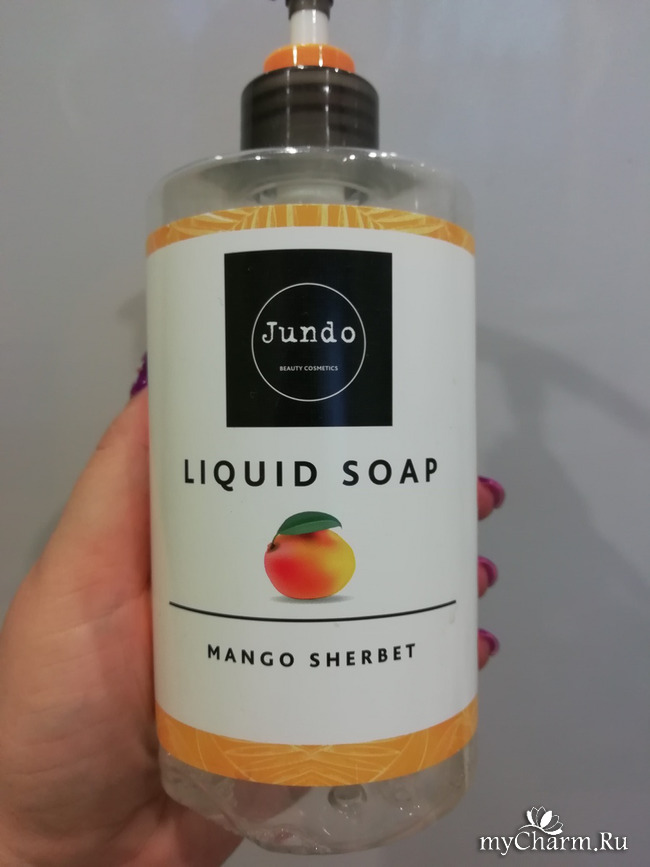 Jundo
BEAUTY COSMETICS
LIQUID SOAP
MANGO SHERBET
myCharm.Ru